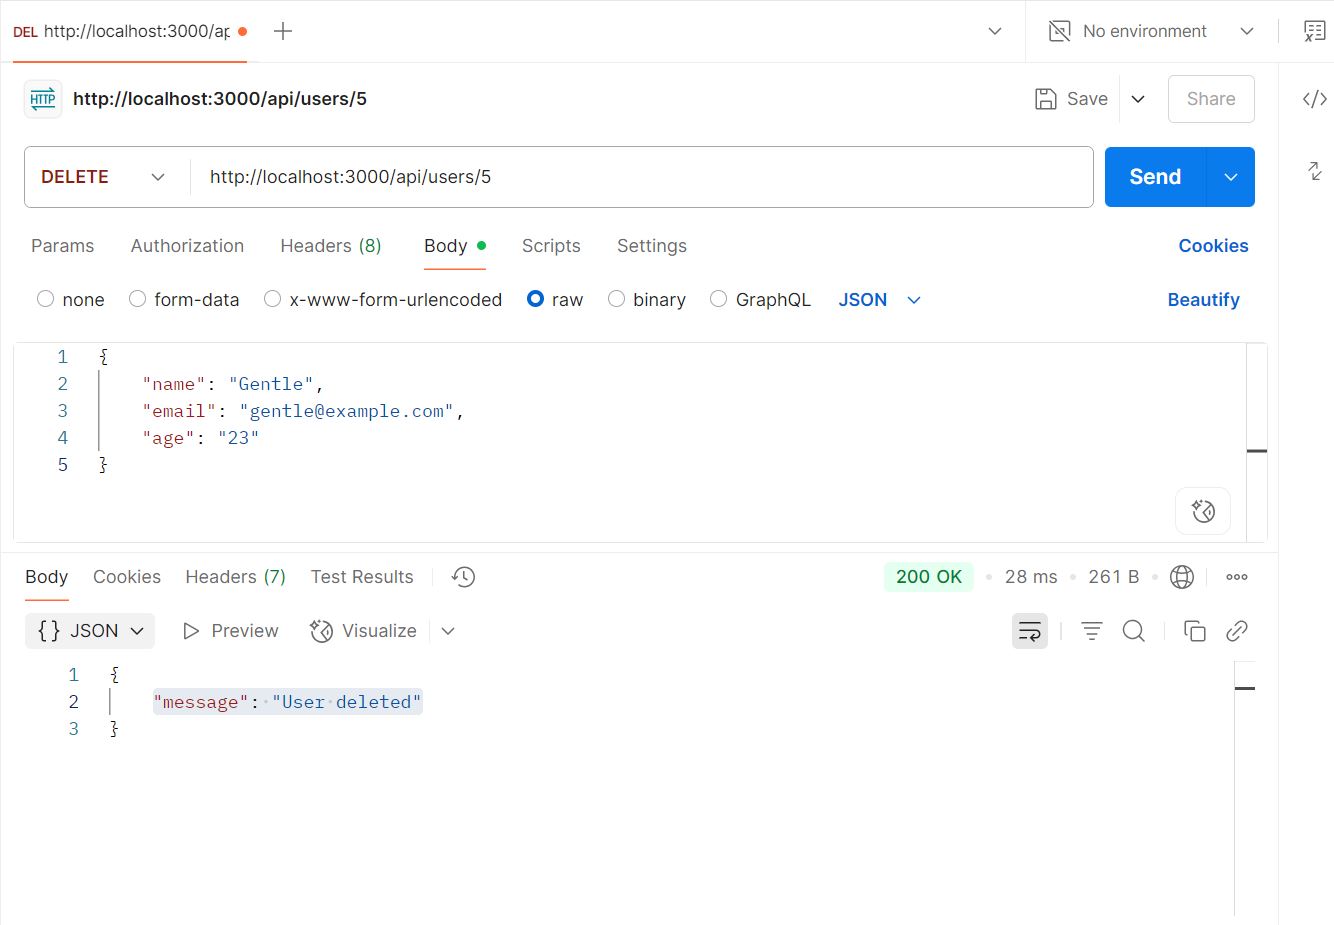 DEL http://localhost:3000/ap
No environment
HTTP http://localhost:3000/api/users/5
Save
Share
DELETE http://localhost:3000/api/users/5
Send
Params Authorization Headers (8) Body Scripts Settings Cookies
none form-data x-www-form-urlencoded raw binary GraphQL JSON Beautify
1 {
2 "name": "Gentle",
3 "email": "gentle@example.com",
4 "age": "23"
5 }
Body Cookies Headers (7) Test Results 200 OK • 28 ms • 261 B •
{} JSON Preview Visualize
1 {
2 "message": "User deleted"
3 }